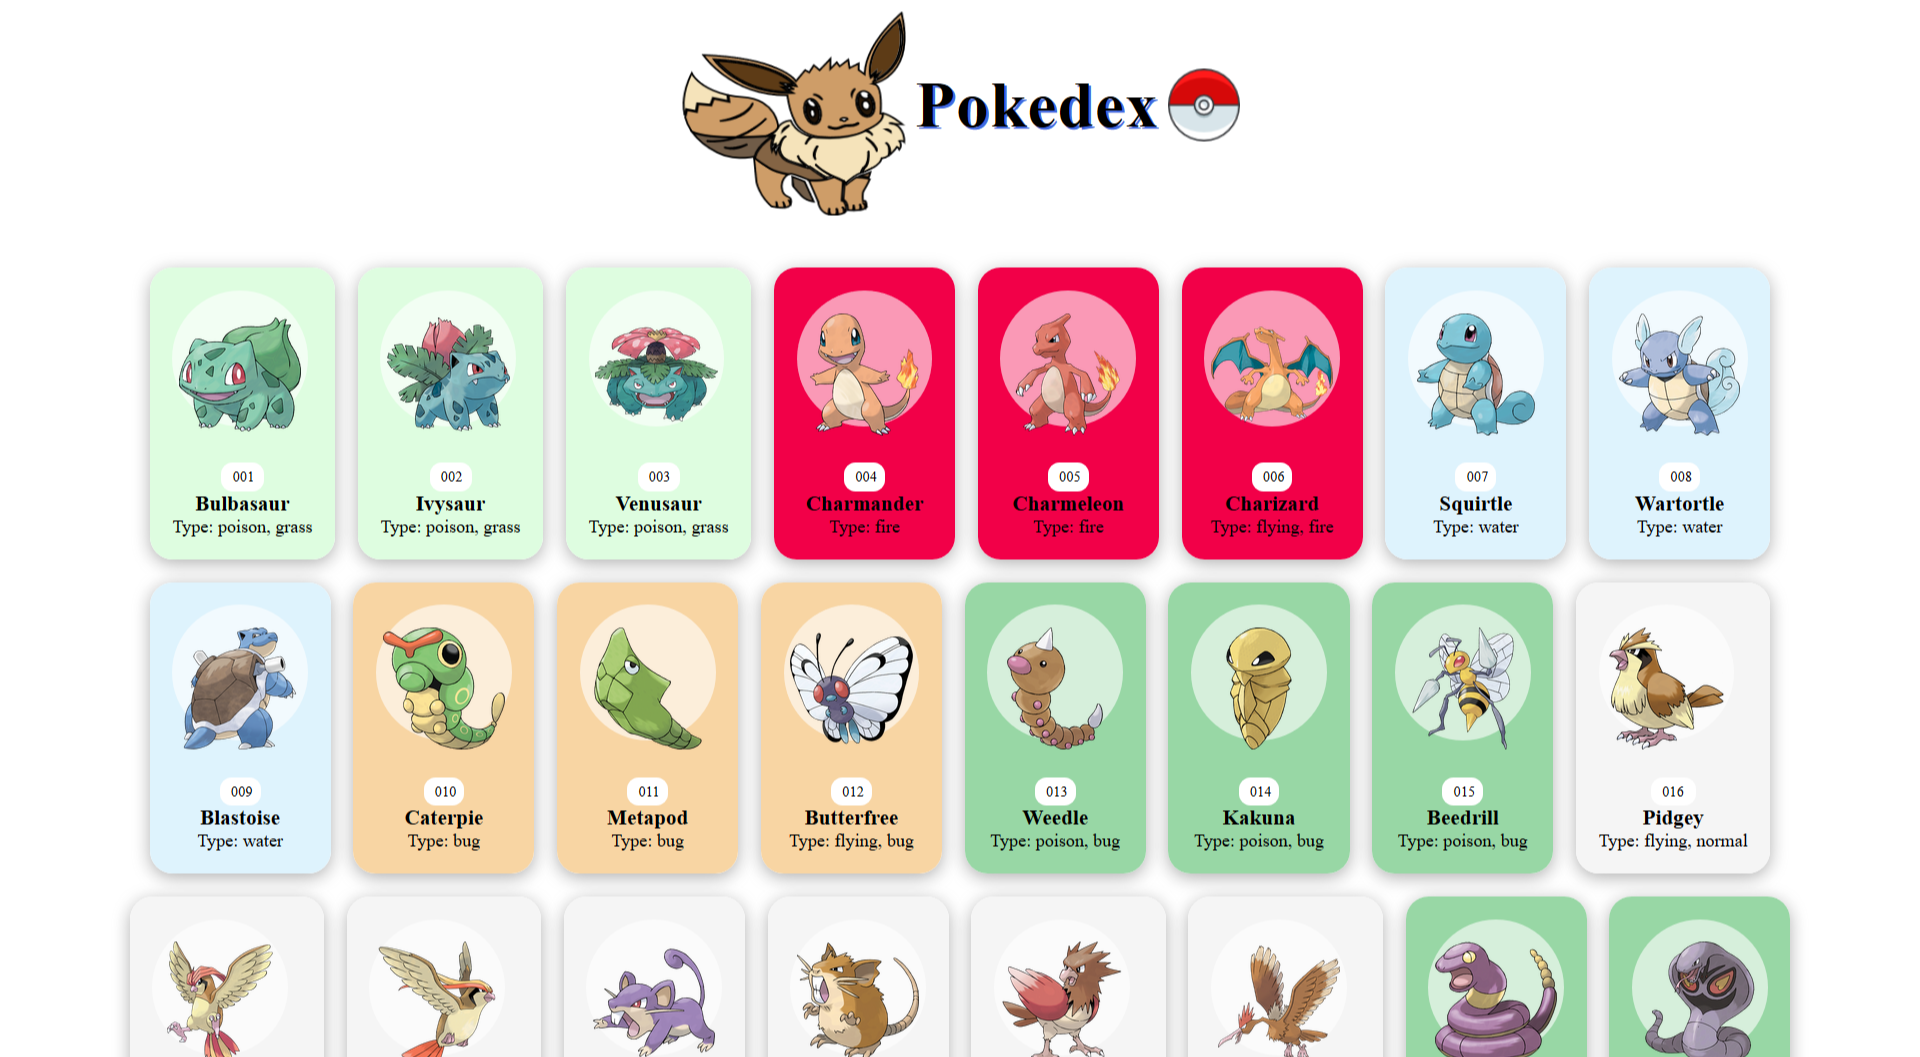 Pokedex
001
Bulbasaur
Type: poison, grass
002
Ivysaur
Type: poison, grass
003
Venusaur
Type: poison, grass
004
Charmander
Type: fire
005
Charmeleon
Type: fire
006
Charizard
Type: flying, fire
007
Squirtle
Type: water
008
Wartortle
Type: water
009
Blastoise
Type: water
010
Caterpie
Type: bug
011
Metapod
Type: bug
012
Butterfree
Type: flying, bug
013
Weedle
Type: poison, bug
014
Kakuna
Type: poison, bug
015
Beedrill
Type: poison, bug
016
Pidgey
Type: flying, normal